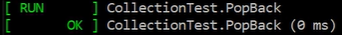 [ RUN      ] CollectionTest.PopBack
[       OK ] CollectionTest.PopBack (0 ms)